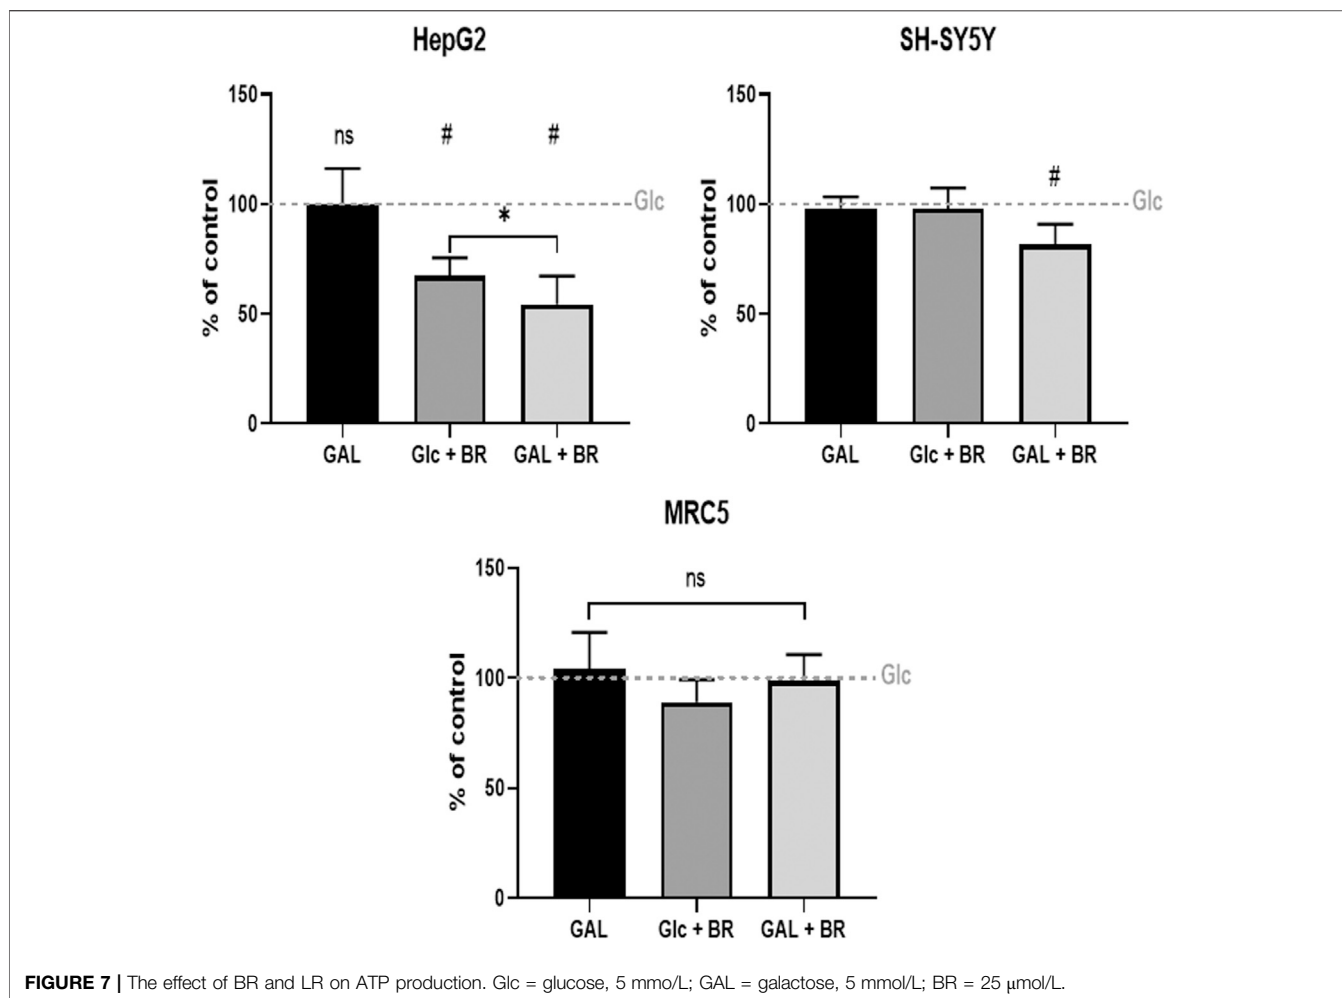 HepG2
% of control
150
100
50
0
ns
#
#
*
Glc
GAL
Glc + BR
GAL + BR
SH-SY5Y
% of control
150
100
50
0
#
Glc
GAL
Glc + BR
GAL + BR
MRC5
% of control
150
100
50
0
ns
Glc
GAL
Glc + BR
GAL + BR
FIGURE 7 | The effect of BR and LR on ATP production. Glc = glucose, 5 mmo/L; GAL = galactose, 5 mmol/L; BR = 25 μmol/L.